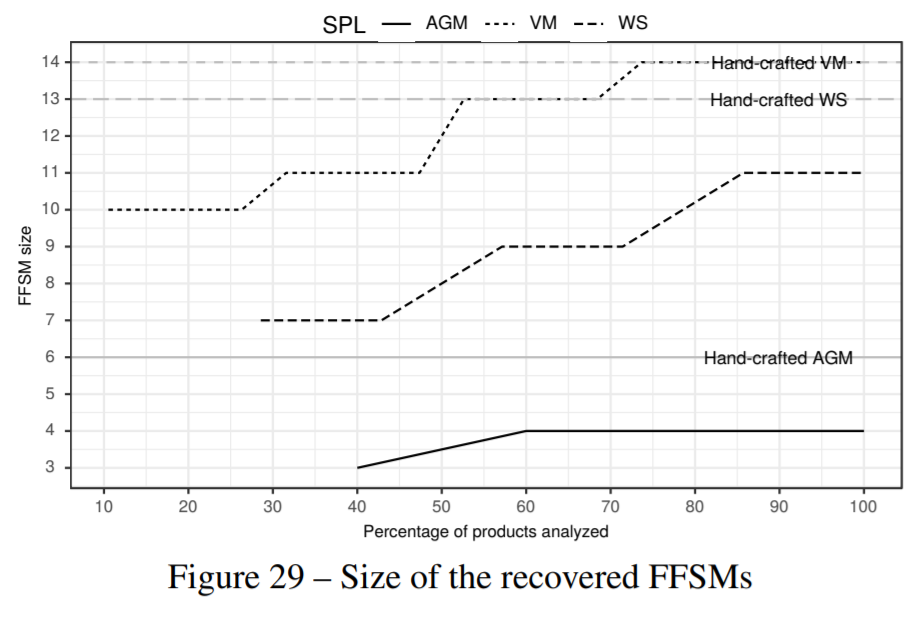 SPL AGM VM WS
14
13
12
11
10
9
8
7
6
5
4
3
FFSM size
Hand-crafted VM
Hand-crafted WS
Hand-crafted AGM
10 20 30 40 50 60 70 80 90 100
Percentage of products analyzed
Figure 29 – Size of the recovered FFSMs